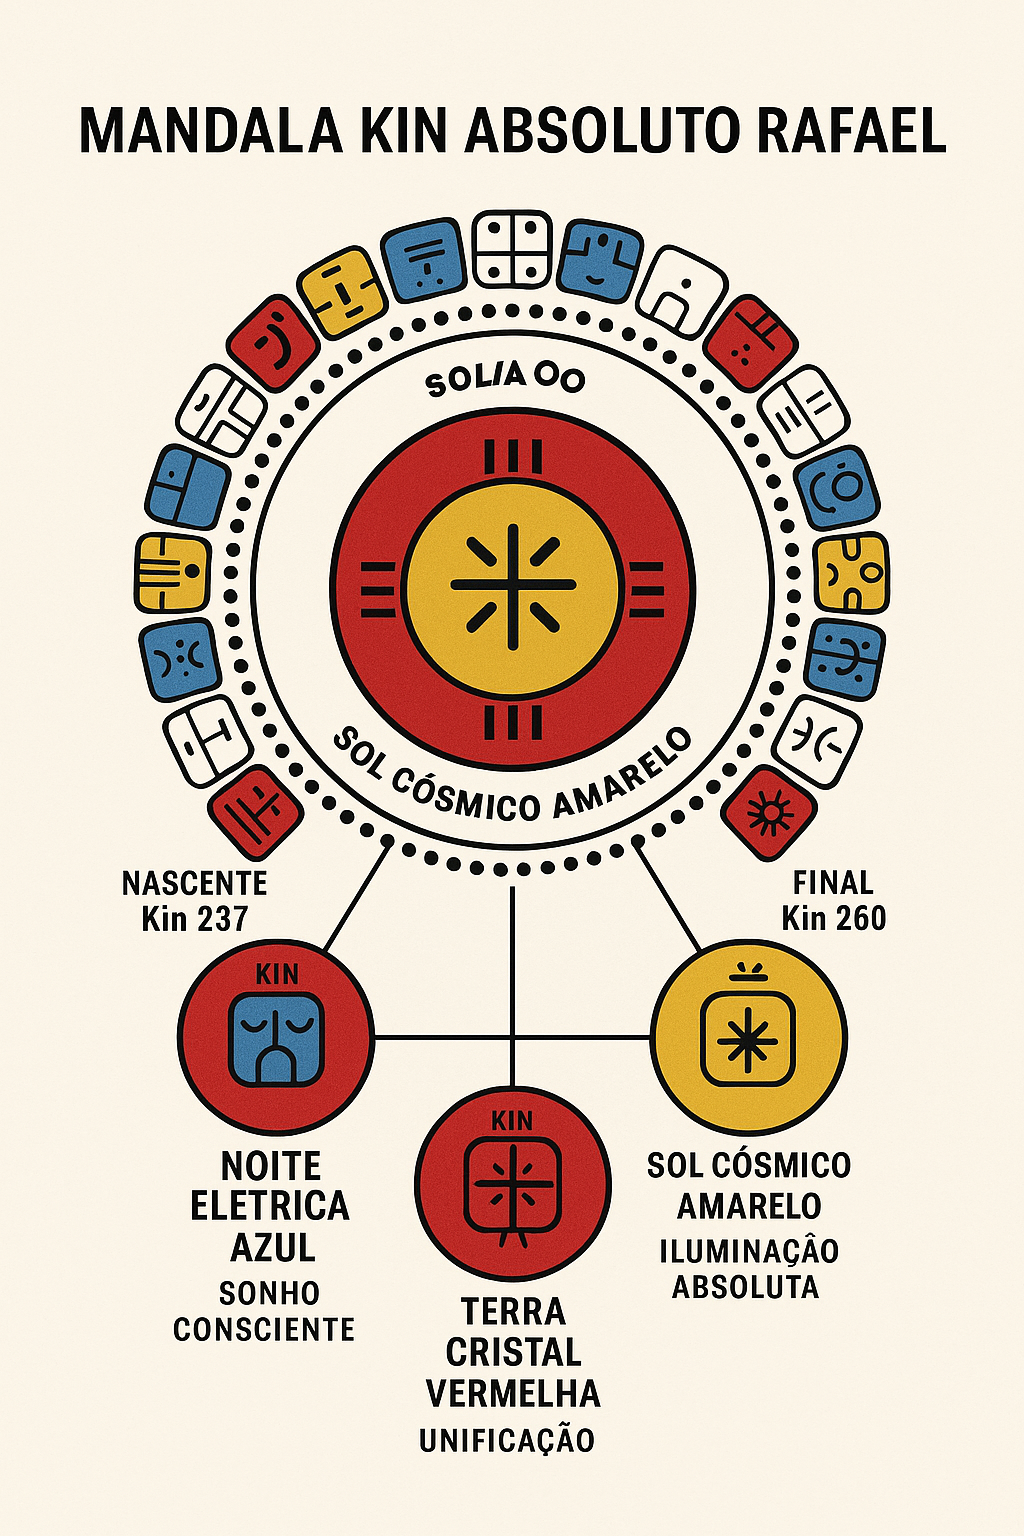 MANDALA KIN ABSOLUTO RAFAEL
SOL/A OO
SOL CÓSMICO AMARELO
NASCENTE
Kin 237
FINAL
Kin 260
KIN
NOITE
ELETRICA
AZUL
SONHO
CONSCIENTE
KIN
TERRA
CRISTAL
VERMELHA
UNIFICAÇÃO
SOL CÓSMICO
AMARELO
ILUMINAÇÂO
ABSOLUTA